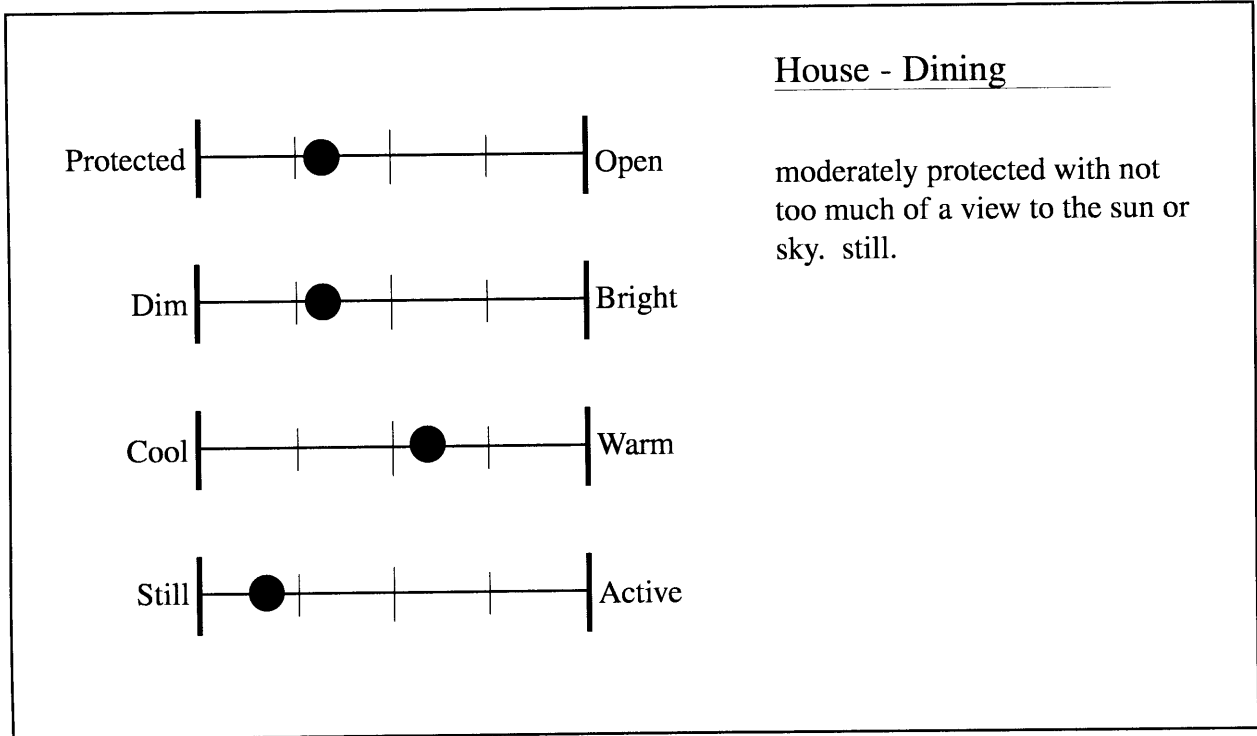 House - Dining
Protected
Open
moderately protected with not
too much of a view to the sun or
sky. still.
Dim
Bright
Cool
Warm
Still
Active